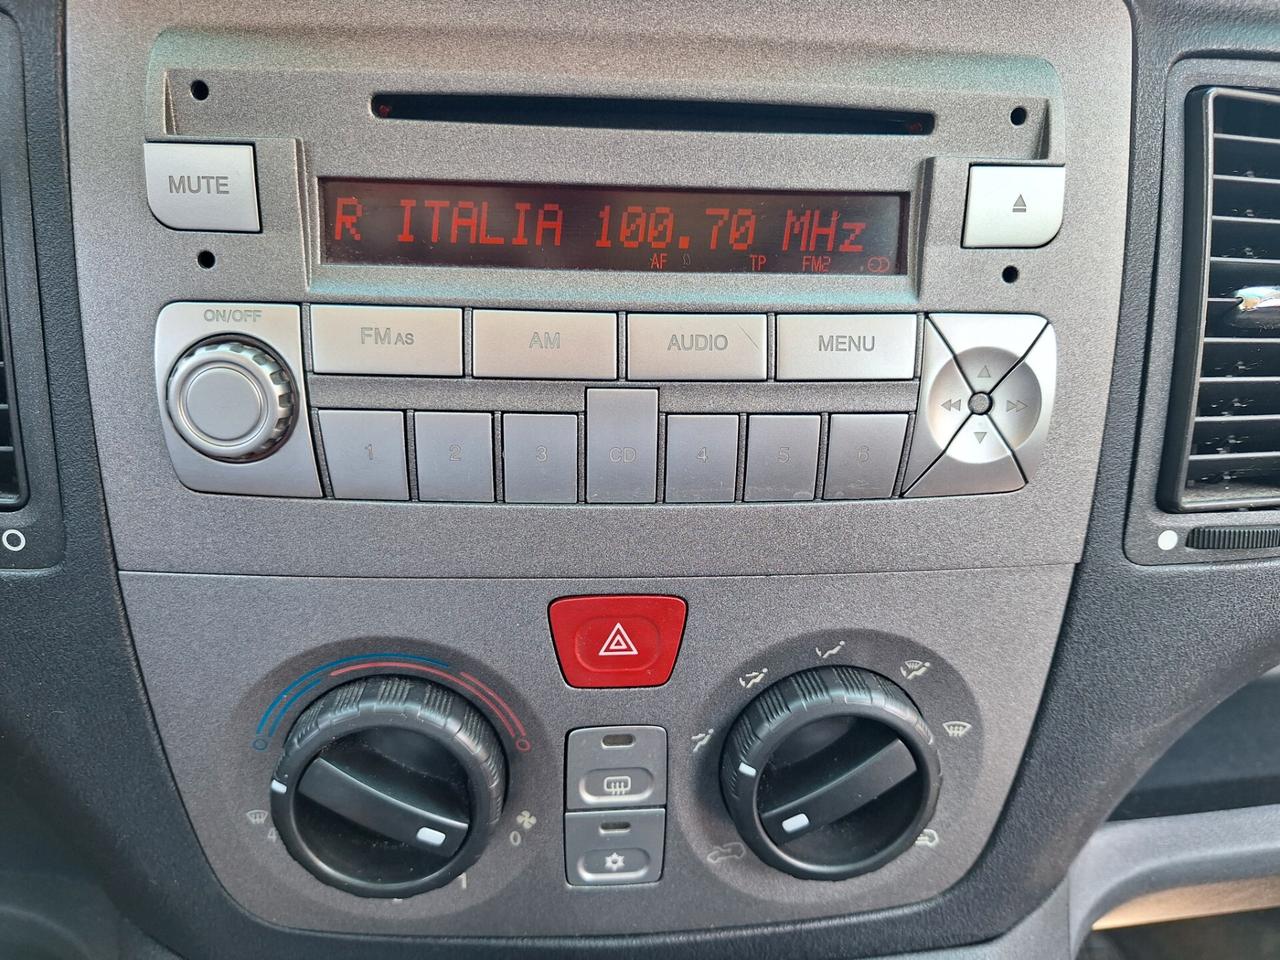 MUTE
R ITALIA 100.70 MHz
AF TP FM2
ON/OFF
FM AS AM AUDIO MENU
1 2 3 CD 4 5 6
4 0
1